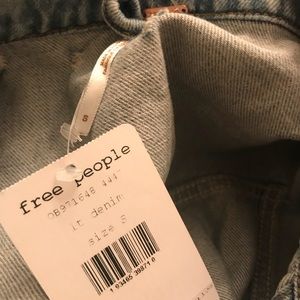 S
free people
OB971648 444
lt denim
size S